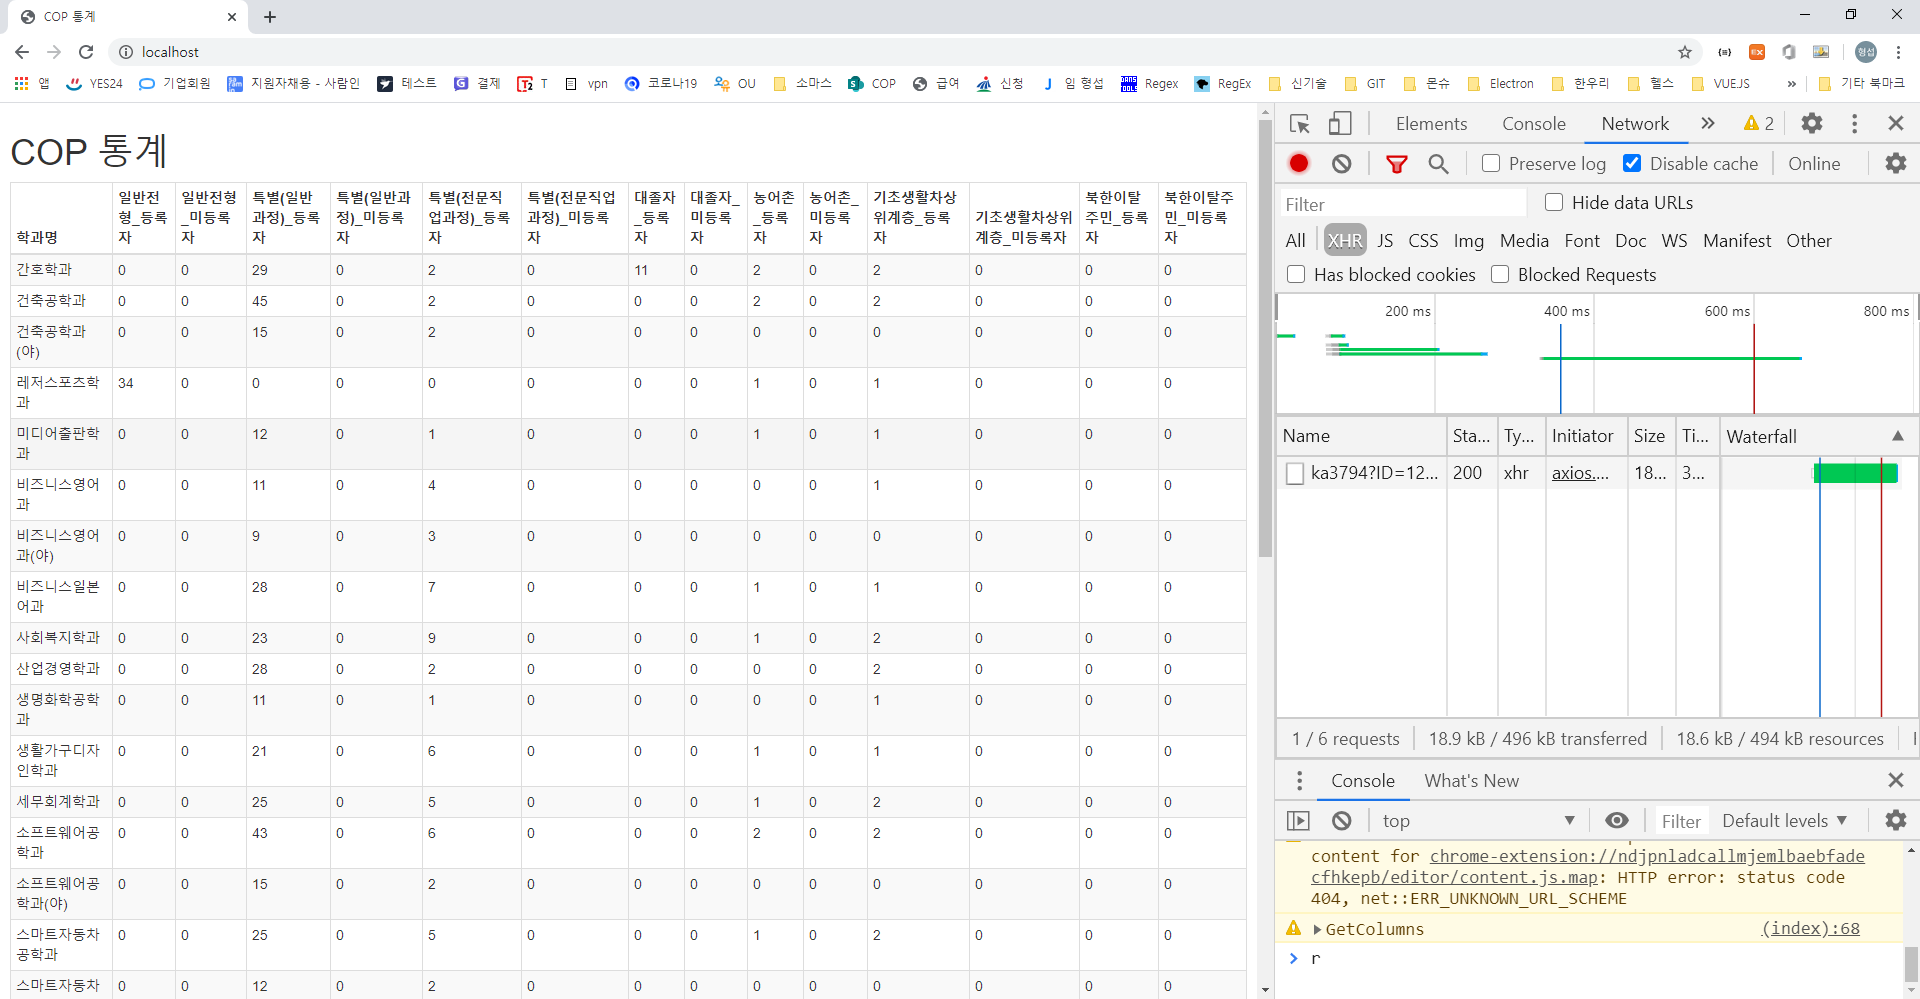 COP 통계
localhost
앱 YES24 기업회원 지원자채용 - 사람인 테스트 결제 T vpn 코로나19 OU 소마스 COP 급여 신청 임 형섭 Regex RegEx 신기술 GIT 몬슈 Electron 한우리 헬스 VUEJS » 기타 북마크
COP 통계
학과명 일반전형_등록자 일반전형_미등록자 특별(일반과정)_등록자 특별(일반과정)_미등록자 특별(전문직업과정)_등록자 특별(전문직업과정)_미등록자 대졸자_등록자 대졸자_미등록자 농어촌_등록자 농어촌_미등록자 기초생활차상위계층_등록자 기초생활차상위계층_미등록자 북한이탈주민_등록자 북한이탈주민_미등록자
간호학과 0 0 29 0 2 0 11 0 2 0 2 0 0 0
건축공학과 0 0 45 0 2 0 0 0 2 0 2 0 0 0
건축공학과(야) 0 0 15 0 2 0 0 0 0 0 0 0 0 0
레저스포츠학과 34 0 0 0 0 0 0 0 1 0 1 0 0 0
미디어출판학과 0 0 12 0 1 0 0 0 1 0 1 0 0 0
비즈니스영어과 0 0 11 0 4 0 0 0 0 0 1 0 0 0
비즈니스영어과(야) 0 0 9 0 3 0 0 0 0 0 0 0 0 0
비즈니스일본어과 0 0 28 0 7 0 0 0 1 0 1 0 0 0
사회복지학과 0 0 23 0 9 0 0 0 1 0 2 0 0 0
산업경영학과 0 0 28 0 2 0 0 0 0 0 2 0 0 0
생명화학공학과 0 0 11 0 1 0 0 0 0 0 1 0 0 0
생활가구디자인학과 0 0 21 0 6 0 0 0 1 0 1 0 0 0
세무회계학과 0 0 25 0 5 0 0 0 1 0 2 0 0 0
소프트웨어공학과 0 0 43 0 6 0 0 0 2 0 2 0 0 0
소프트웨어공학과(야) 0 0 15 0 2 0 0 0 0 0 0 0 0 0
스마트자동차공학과 0 0 25 0 5 0 0 0 1 0 2 0 0 0
스마트자동차 0 0 12 0 2 0 0 0 0 0 0 0 0 0
Elements Console Network » 2
Preserve log Disable cache Online
Filter Hide data URLs
All XHR JS CSS Img Media Font Doc WS Manifest Other
Has blocked cookies Blocked Requests
200 ms 400 ms 600 ms 800 ms
Name Sta... Ty... Initiator Size Ti... Waterfall
ka3794?ID=12... 200 xhr axios.... 18... 3...
1 / 6 requests 18.9 kB / 496 kB transferred 18.6 kB / 494 kB resources
Console What's New
top Filter Default levels
content for chrome-extension://ndjpnladcallmjemlbaebfade
cfhkepb/editor/content.js.map: HTTP error: status code
404, net::ERR_UNKNOWN_URL_SCHEME
GetColumns (index):68
r